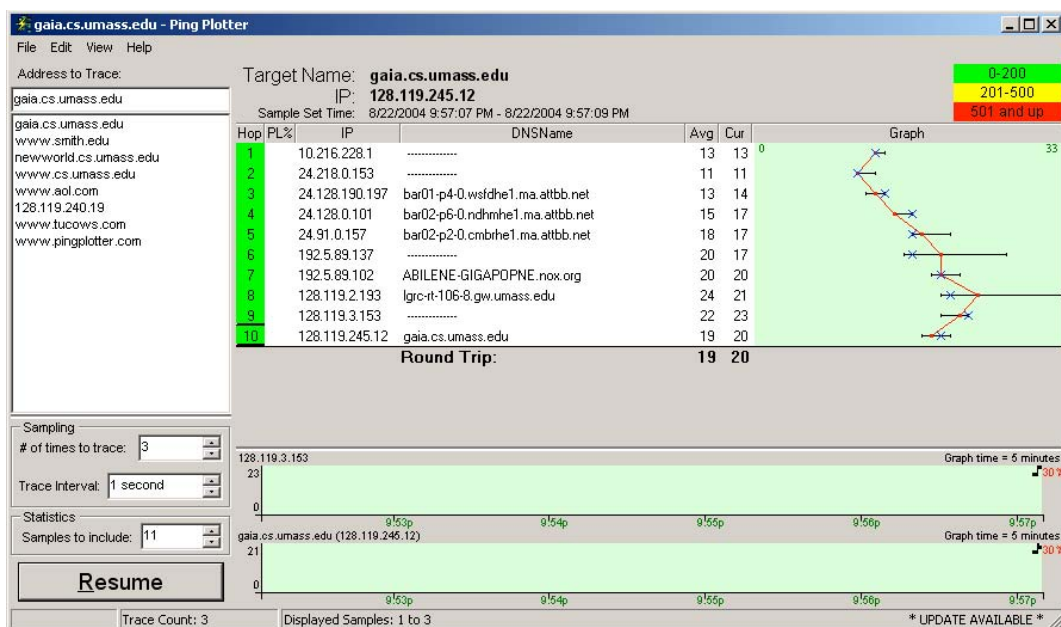 gaia.cs.umass.edu - Ping Plotter
File Edit View Help
Address to Trace:
gaia.cs.umass.edu
gaia.cs.umass.edu
www.smith.edu
newworld.cs.umass.edu
www.cs.umass.edu
www.aol.com
128.119.240.19
www.tucows.com
www.pingplotter.com
Sampling
# of times to trace: 3
Trace Interval: 1 second
Statistics
Samples to include: 11
Resume
Target Name: gaia.cs.umass.edu
IP: 128.119.245.12
Sample Set Time: 8/22/2004 9:57:07 PM - 8/22/2004 9:57:09 PM
0-200
201-500
501 and up
Hop PL% IP DNSName Avg Cur Graph
0 33
1 10.216.228.1 ------------- 13 13
2 24.218.0.153 ------------- 11 11
3 24.128.190.197 bar01-p4-0.wsfdhe1.ma.attbb.net 13 14
4 24.128.0.101 bar02-p6-0.ndhmhe1.ma.attbb.net 15 17
5 24.91.0.157 bar02-p2-0.cmbrhe1.ma.attbb.net 18 17
6 192.5.89.137 ------------- 20 17
7 192.5.89.102 ABILENE-GIGAPOPNE.nox.org 20 20
8 128.119.2.193 lgrc-rt-106-8.gw.umass.edu 24 21
9 128.119.3.153 ------------- 22 23
10 128.119.245.12 gaia.cs.umass.edu 19 20
Round Trip: 19 20
128.119.3.153 Graph time = 5 minutes
23 30%
0
9:53p 9:54p 9:55p 9:56p 9:57p
gaia.cs.umass.edu (128.119.245.12) Graph time = 5 minutes
21 30%
0
9:53p 9:54p 9:55p 9:56p 9:57p
Trace Count: 3 Displayed Samples: 1 to 3 * UPDATE AVAILABLE *